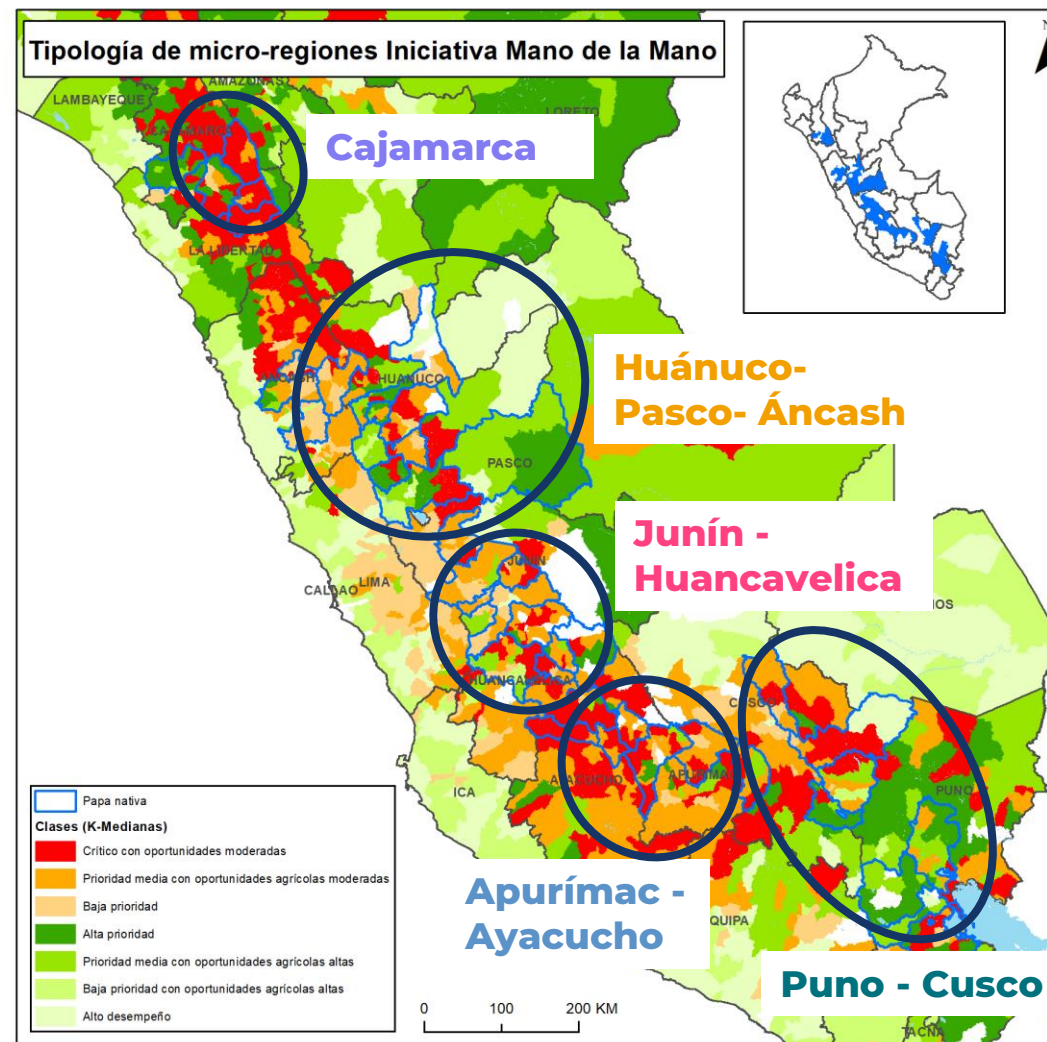 Tipología de micro-regiones Iniciativa Mano de la Mano
N
AMAZONAS
LAMBAYEQUE
LORETO
CAJAMARCA
Cajamarca
LA LIBERTAD
Huánuco-
Pasco- Áncash
ANCASH
HUANUCO
PASCO
Junín -
Huancavelica
JUNIN
LIMA
CALLAO
HUANCAVELICA
CUSCO
AYACUCHO
APURIMAC
PUNO
ICA
Apurímac -
Ayacucho
QUIPA
Puno - Cusco
TACNA
Papa nativa
Clases (K-Medianas)
Crítico con oportunidades moderadas
Prioridad media con oportunidades agrícolas moderadas
Baja prioridad
Alta prioridad
Prioridad media con oportunidades agrícolas altas
Baja prioridad con oportunidades agrícolas altas
Alto desempeño
0 100 200 KM